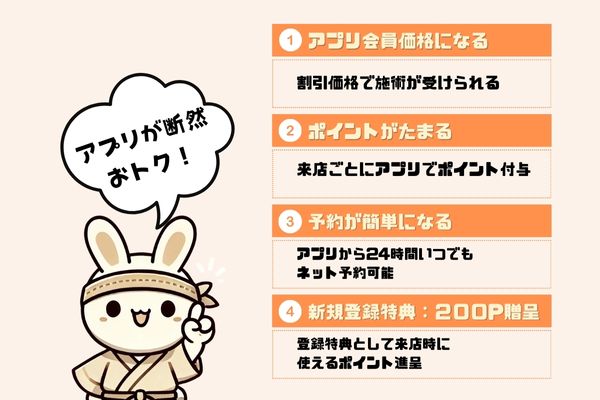 アプリが断然
おトク！
1 アプリ会員価格になる
割引価格で施術が受けられる
2 ポイントがたまる
来店ごとにアプリでポイント付与
3 予約が簡単になる
アプリから24時間いつでも
ネット予約可能
4 新規登録特典：200P贈呈
登録特典として来店時に
使えるポイント進呈